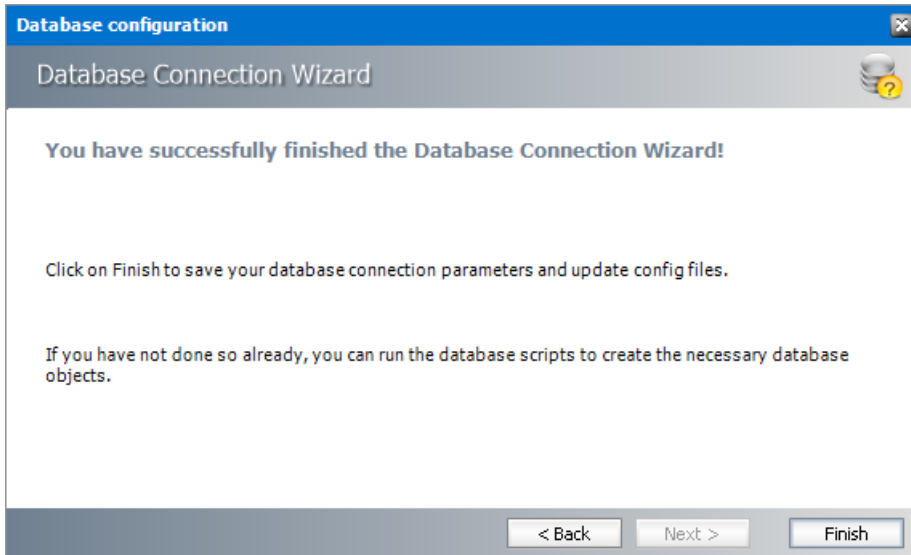 Database configuration
Database Connection Wizard
You have successfully finished the Database Connection Wizard!
Click on Finish to save your database connection parameters and update config files.
If you have not done so already, you can run the database scripts to create the necessary database
objects.
< Back
Next >
Finish